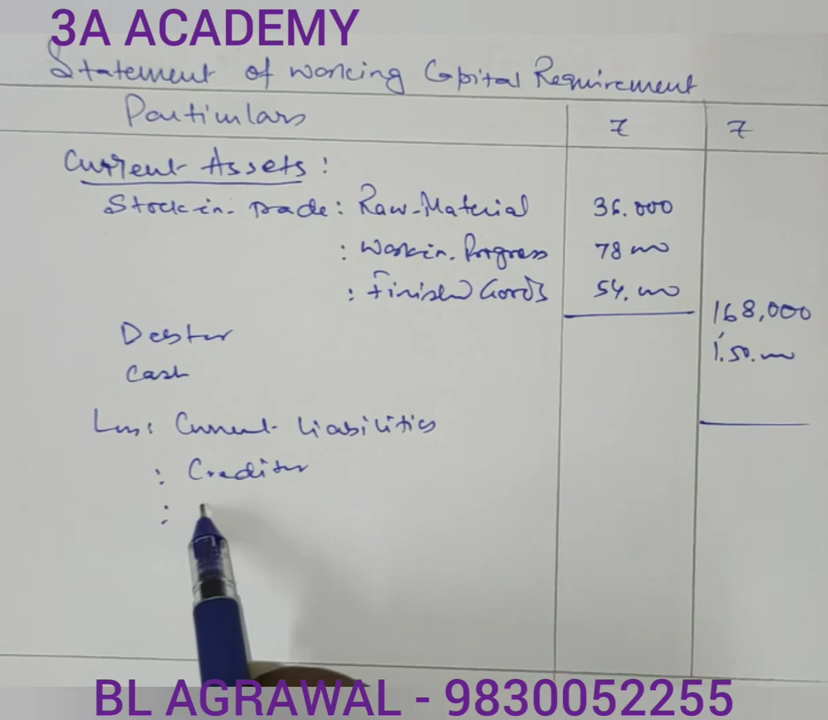 3A ACADEMY
Statement of Working Capital Requirement
Particulars ₹ ₹
Current Assets:
Stock-in-trade: Raw-Material 36.000
: Work-in-Progress 78000
: Finished Goods 54.000
168,000
Debtor 1.50.000
Cash
Less: Current Liabilities
: Creditor
:
BL AGRAWAL - 9830052255